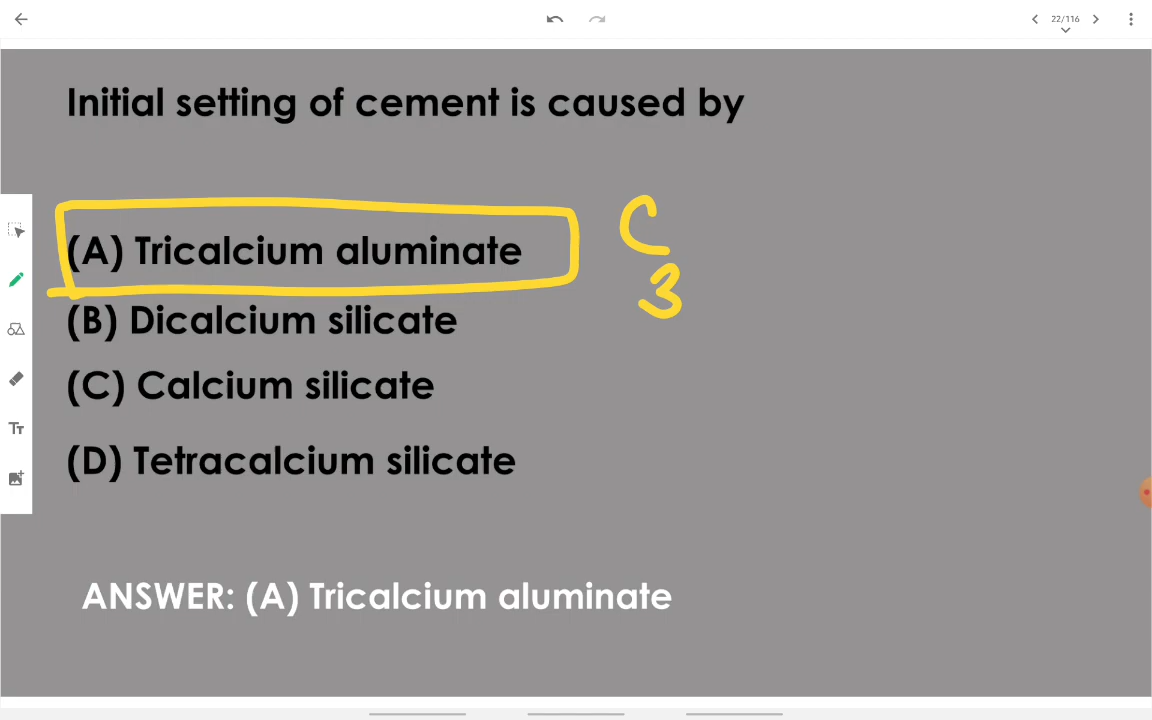 22/116
Initial setting of cement is caused by
(A) Tricalcium aluminate
C
3
(B) Dicalcium silicate
(C) Calcium silicate
Tт
(D) Tetracalcium silicate
ANSWER: (A) Tricalcium aluminate